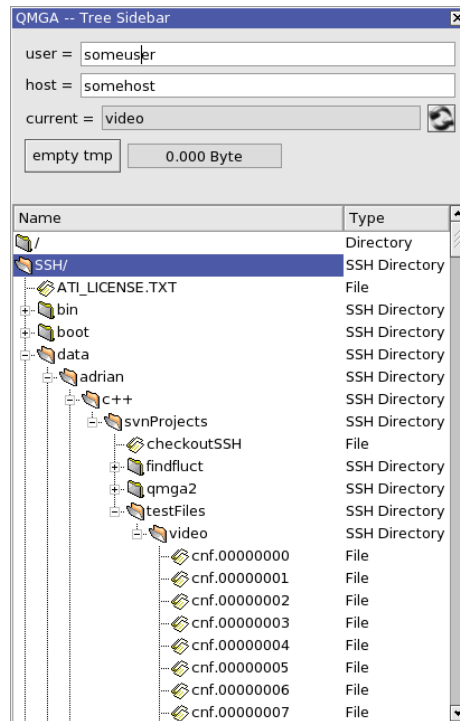 QMGA -- Tree Sidebar
user = someuser
host = somehost
current = video
empty tmp 0.000 Byte
Name Type
/ Directory
SSH/ SSH Directory
ATI_LICENSE.TXT File
bin SSH Directory
boot SSH Directory
data SSH Directory
adrian SSH Directory
c++ SSH Directory
svnProjects SSH Directory
checkoutSSH File
findfluct SSH Directory
qmga2 SSH Directory
testFiles SSH Directory
video SSH Directory
cnf.00000000 File
cnf.00000001 File
cnf.00000002 File
cnf.00000003 File
cnf.00000004 File
cnf.00000005 File
cnf.00000006 File
cnf.00000007 File